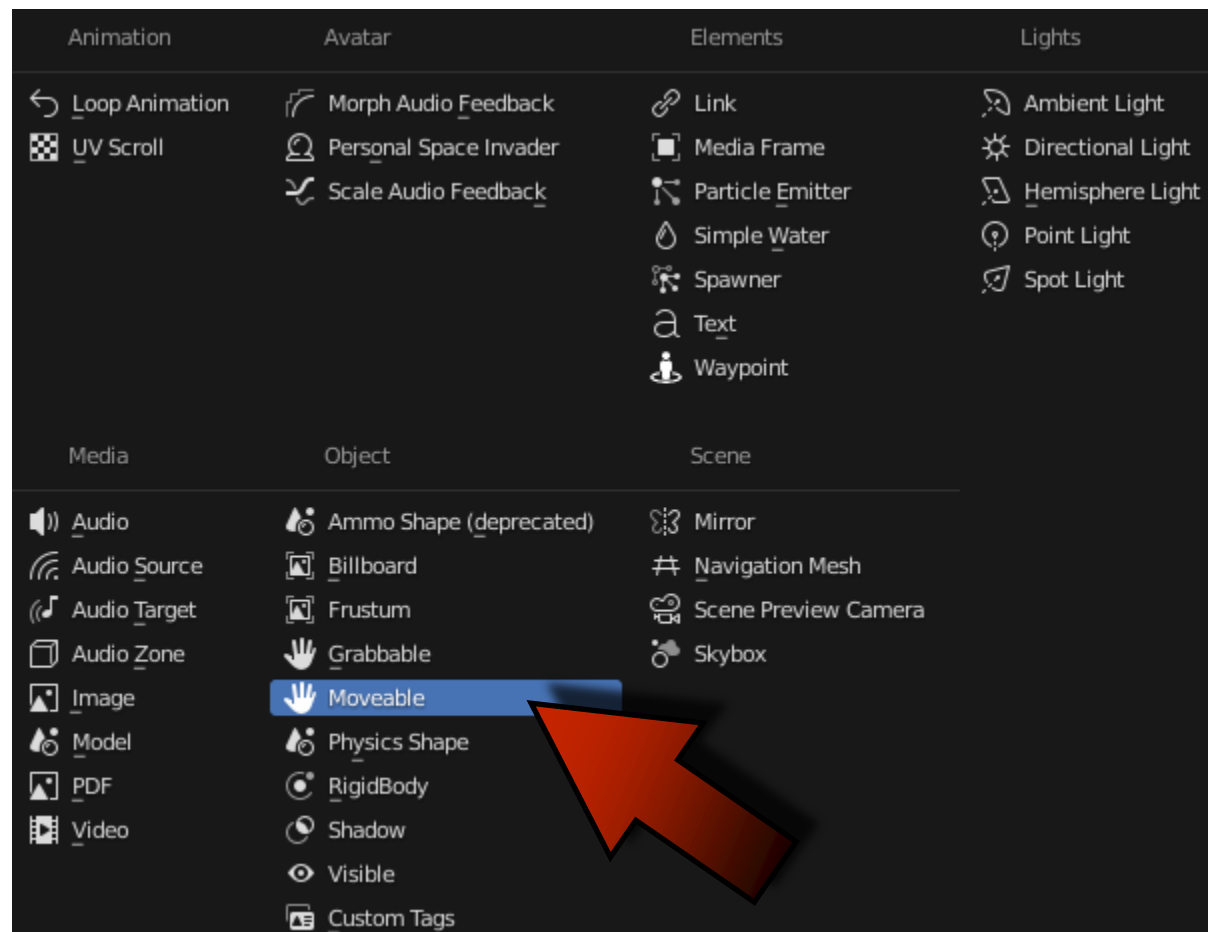 Animation
Loop Animation
UV Scroll
Avatar
Morph Audio Feedback
Personal Space Invader
Scale Audio Feedback
Elements
Link
Media Frame
Particle Emitter
Simple Water
Spawner
Text
Waypoint
Lights
Ambient Light
Directional Light
Hemisphere Light
Point Light
Spot Light
Media
Audio
Audio Source
Audio Target
Audio Zone
Image
Model
PDF
Video
Object
Ammo Shape (deprecated)
Billboard
Frustum
Grabbable
Moveable
Physics Shape
RigidBody
Shadow
Visible
Custom Tags
Scene
Mirror
Navigation Mesh
Scene Preview Camera
Skybox